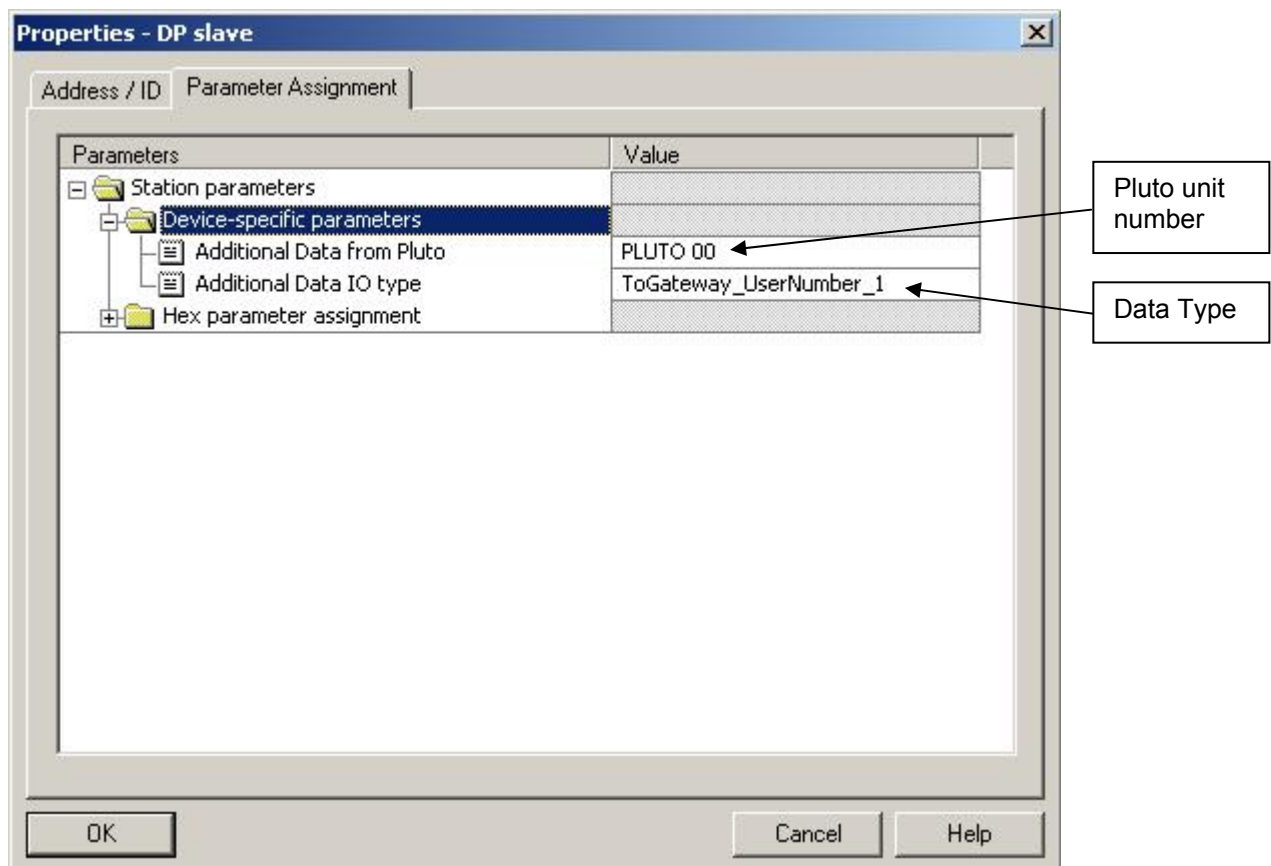 Properties - DP slave
Address / ID Parameter Assignment
Parameters Value
Station parameters
Device-specific parameters
Additional Data from Pluto PLUTO 00
Additional Data IO type ToGateway_UserNumber_1
Hex parameter assignment
Pluto unit
number
Data Type
OK Cancel Help